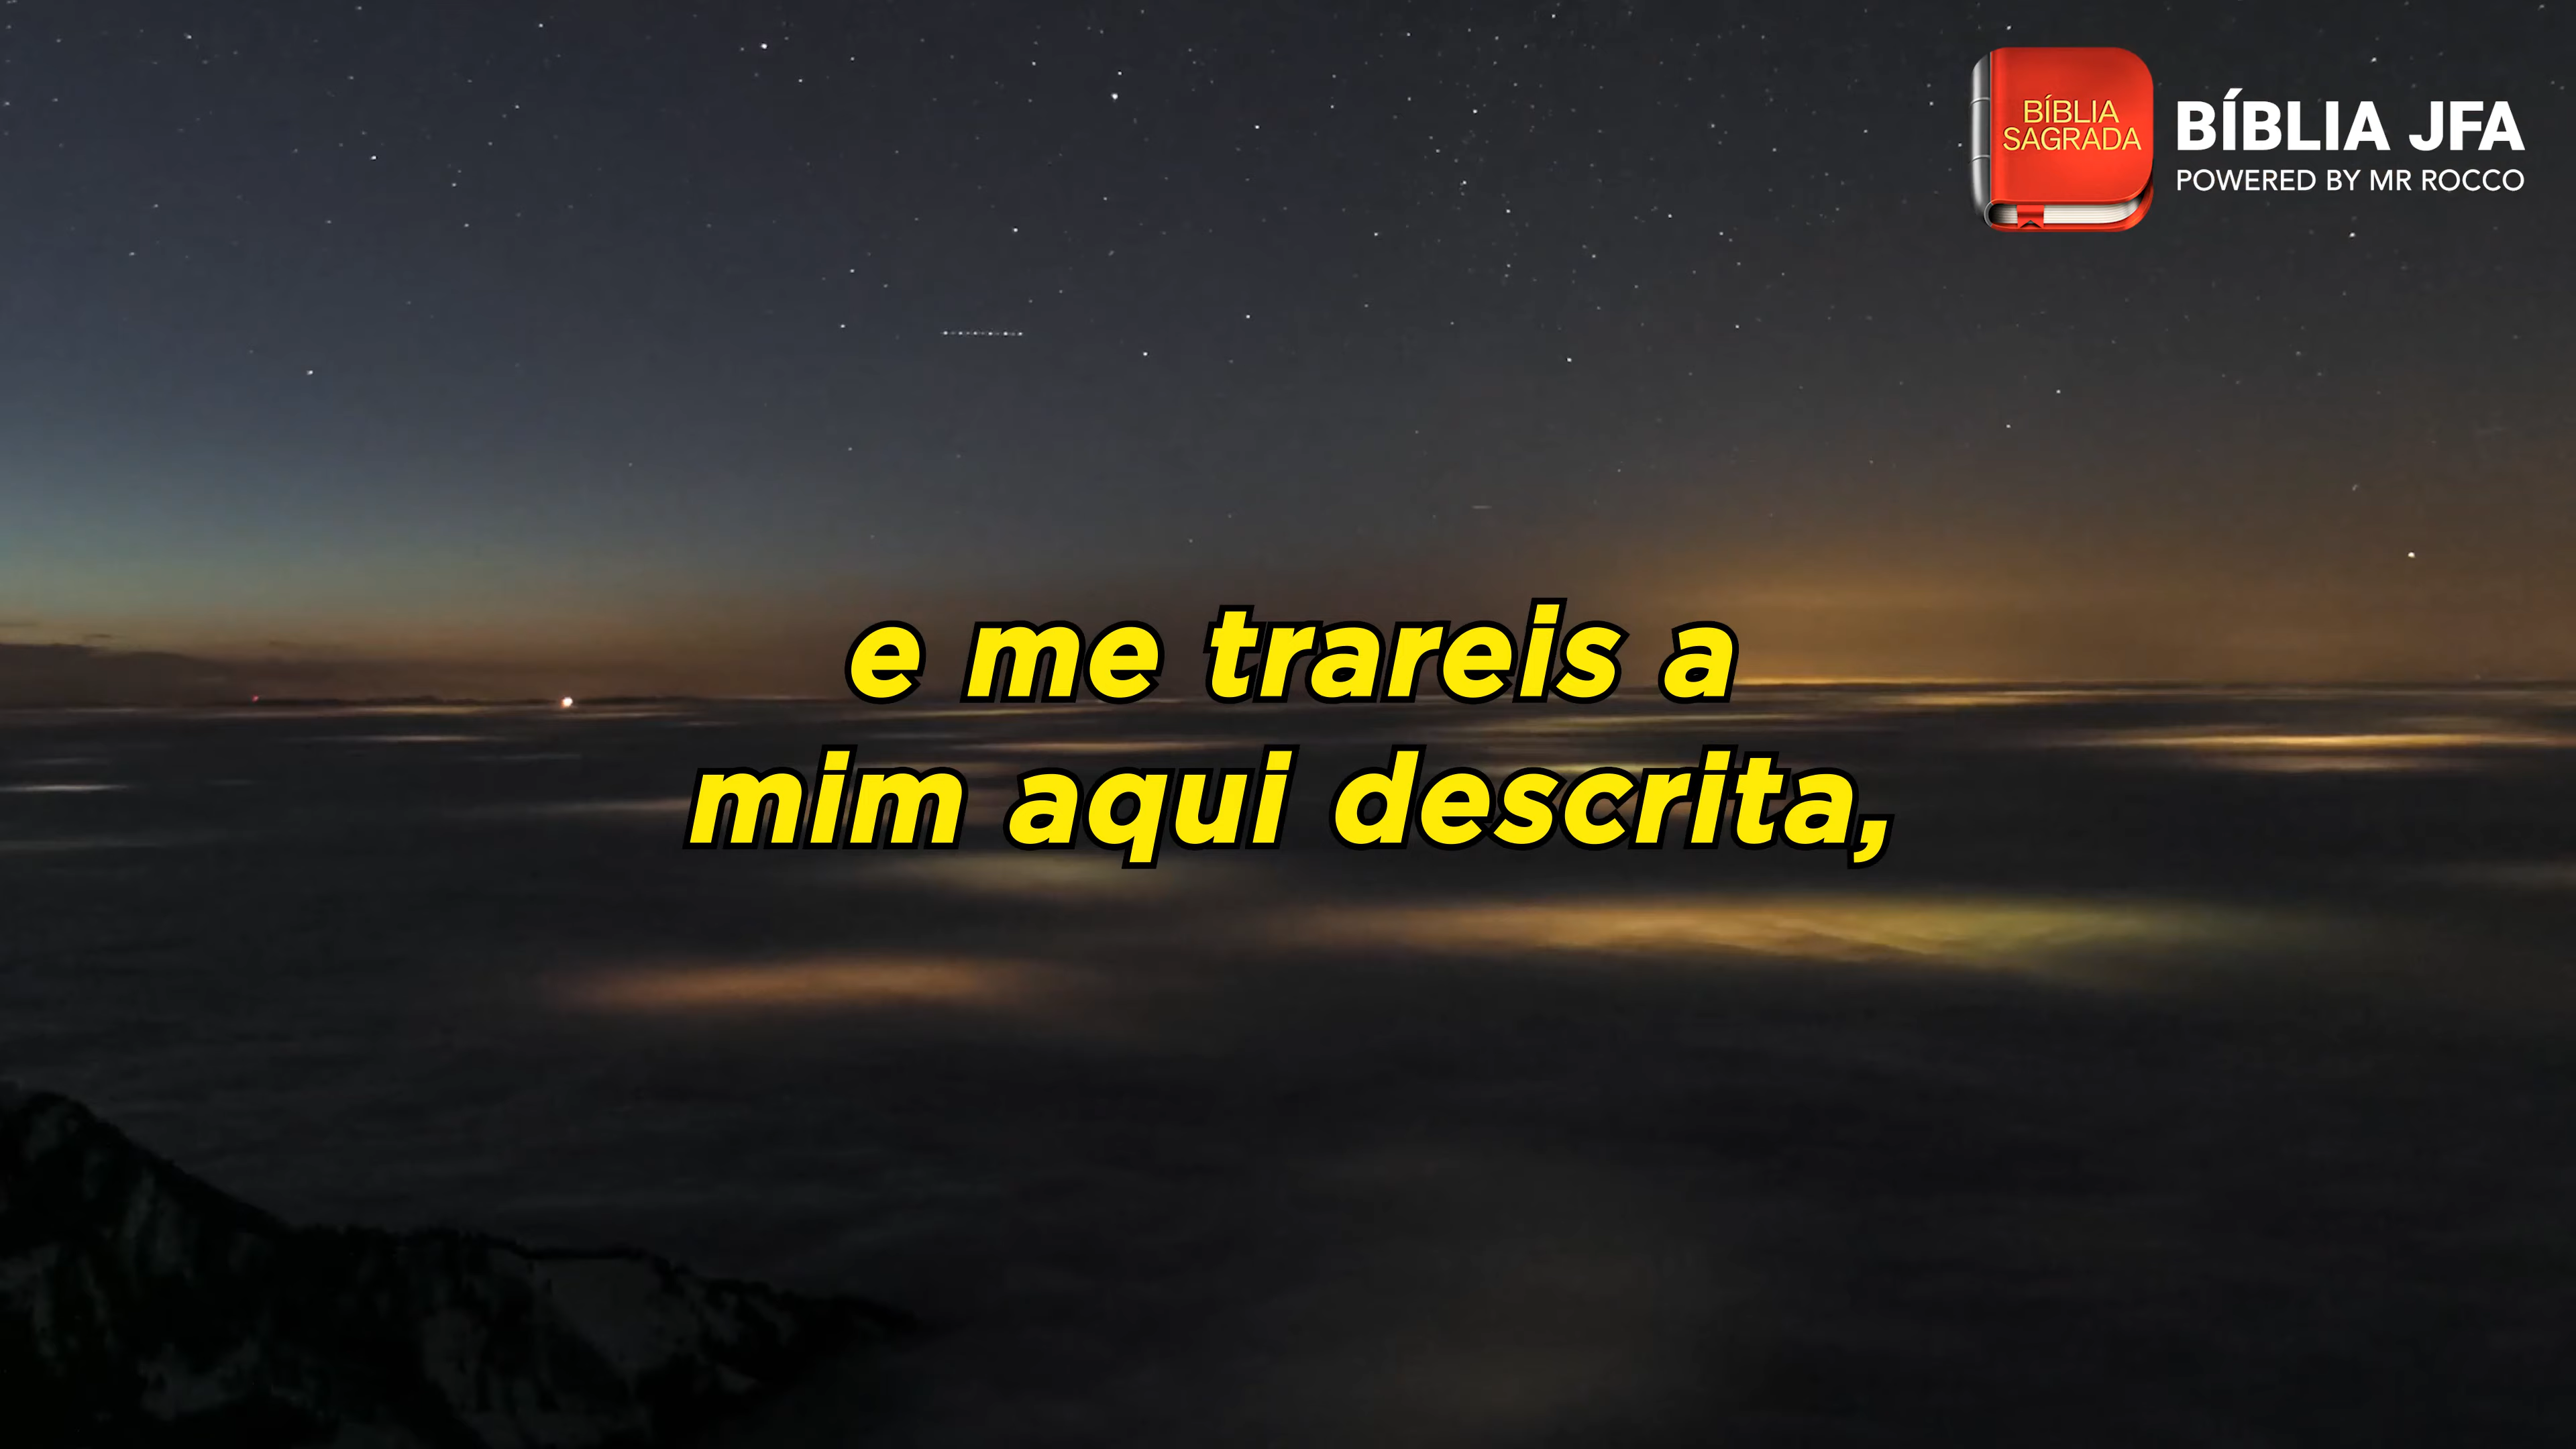 BÍBLIA
SAGRADA
BÍBLIA JFA
POWERED BY MR ROCCO
e me trareis a
mim aqui descrita,